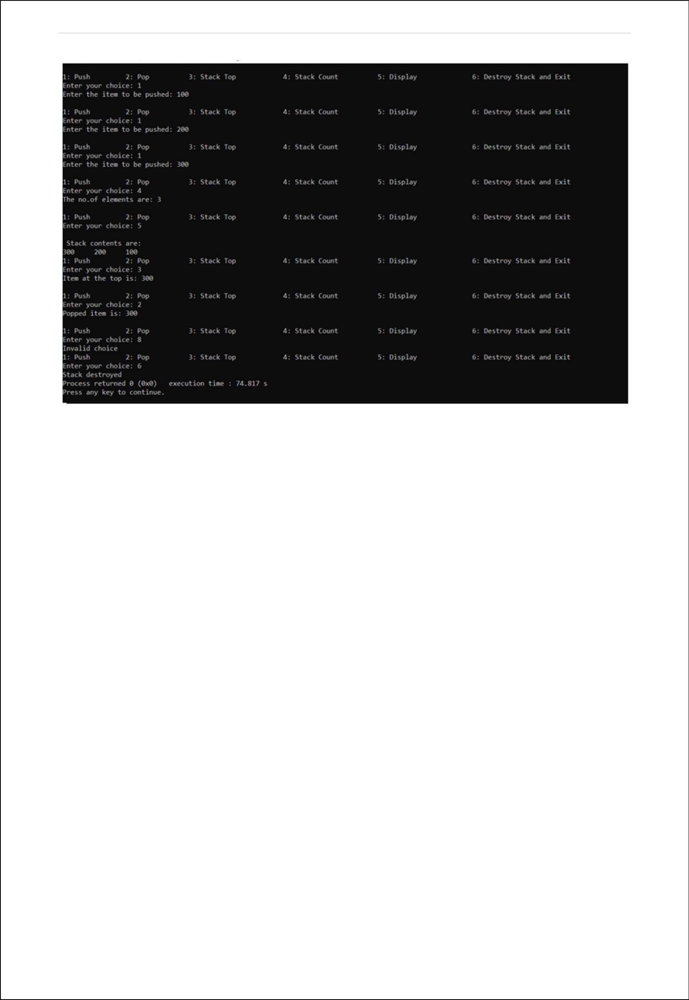 1: Push 2: Pop 3: Stack Top 4: Stack Count 5: Display 6: Destroy Stack and Exit
Enter your choice: 1
Enter the item to be pushed: 100
1: Push 2: Pop 3: Stack Top 4: Stack Count 5: Display 6: Destroy Stack and Exit
Enter your choice: 1
Enter the item to be pushed: 200
1: Push 2: Pop 3: Stack Top 4: Stack Count 5: Display 6: Destroy Stack and Exit
Enter your choice: 1
Enter the item to be pushed: 300
1: Push 2: Pop 3: Stack Top 4: Stack Count 5: Display 6: Destroy Stack and Exit
Enter your choice: 4
The no.of elements are: 3
1: Push 2: Pop 3: Stack Top 4: Stack Count 5: Display 6: Destroy Stack and Exit
Enter your choice: 5
Stack contents are:
300 200 100
1: Push 2: Pop 3: Stack Top 4: Stack Count 5: Display 6: Destroy Stack and Exit
Enter your choice: 3
Item at the top is: 300
1: Push 2: Pop 3: Stack Top 4: Stack Count 5: Display 6: Destroy Stack and Exit
Enter your choice: 2
Popped item is: 300
1: Push 2: Pop 3: Stack Top 4: Stack Count 5: Display 6: Destroy Stack and Exit
Enter your choice: 8
Invalid choice
1: Push 2: Pop 3: Stack Top 4: Stack Count 5: Display 6: Destroy Stack and Exit
Enter your choice: 6
Stack destroyed
Process returned 0 (0x0) execution time : 74.817 s
Press any key to continue.